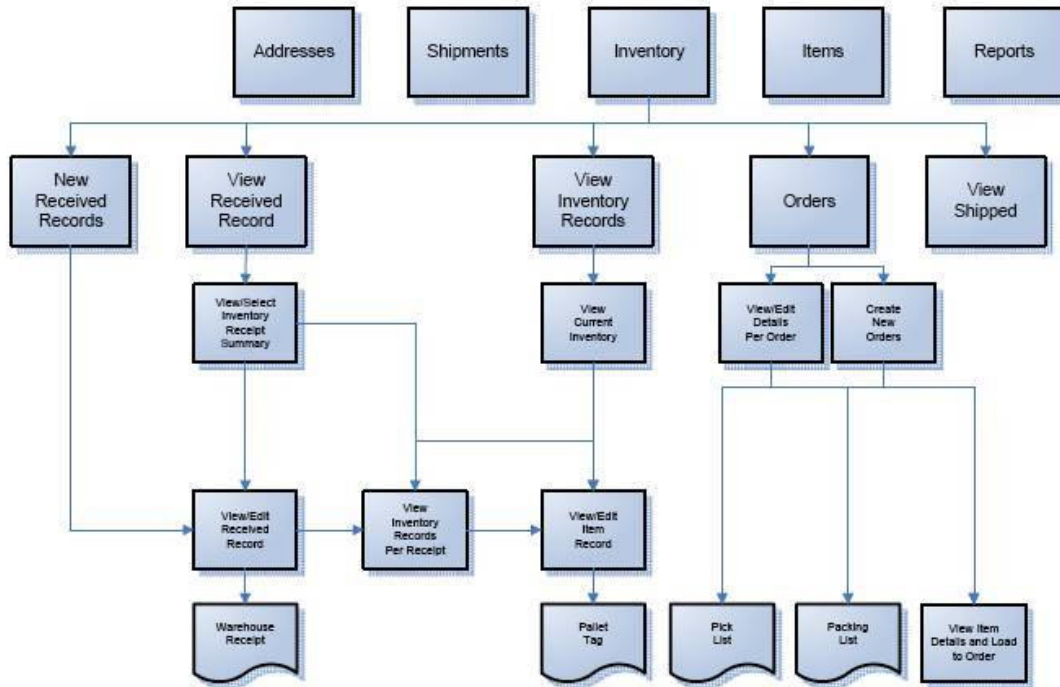 Addresses
Shipments
Inventory
Items
Reports
New
Received
Records
View
Received
Record
View
Inventory
Records
Orders
View
Shipped
View/Select
Inventory
Receipt
Summary
View
Current
Inventory
View/Edit
Details
Per Order
Create
New
Orders
View/Edit
Received
Record
View
Inventory
Records
Per Receipt
View/Edit
Item
Record
Warehouse
Receipt
Pallet
Tag
Pick
List
Packing
List
View Item
Details and Load
to Order